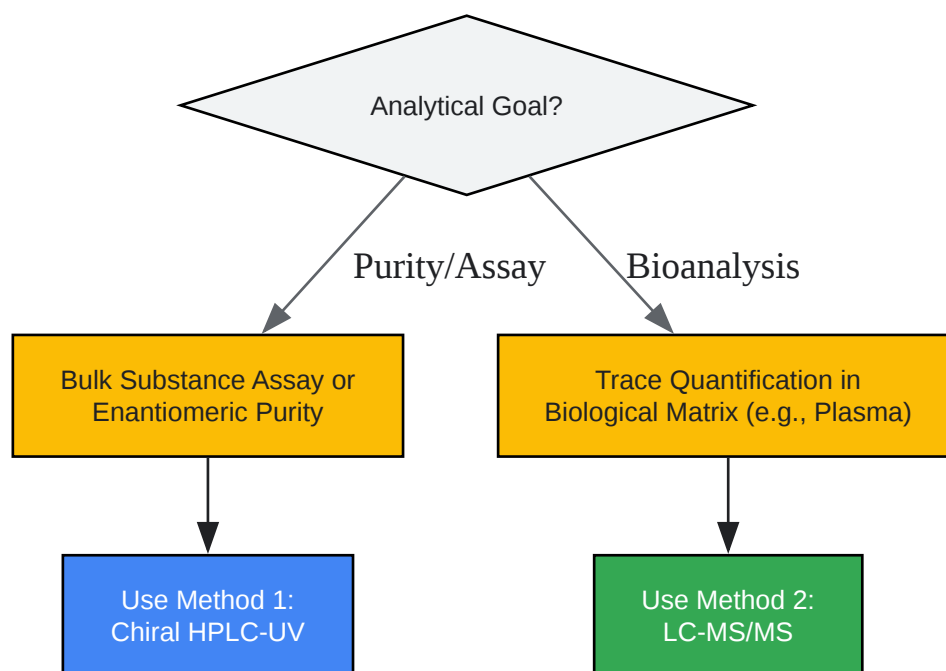 Analytical Goal?
Purity/Assay
Bioanalysis
Bulk Substance Assay or
Enantiomeric Purity
Trace Quantification in
Biological Matrix (e.g., Plasma)
Use Method 1:
Chiral HPLC-UV
Use Method 2:
LC-MS/MS